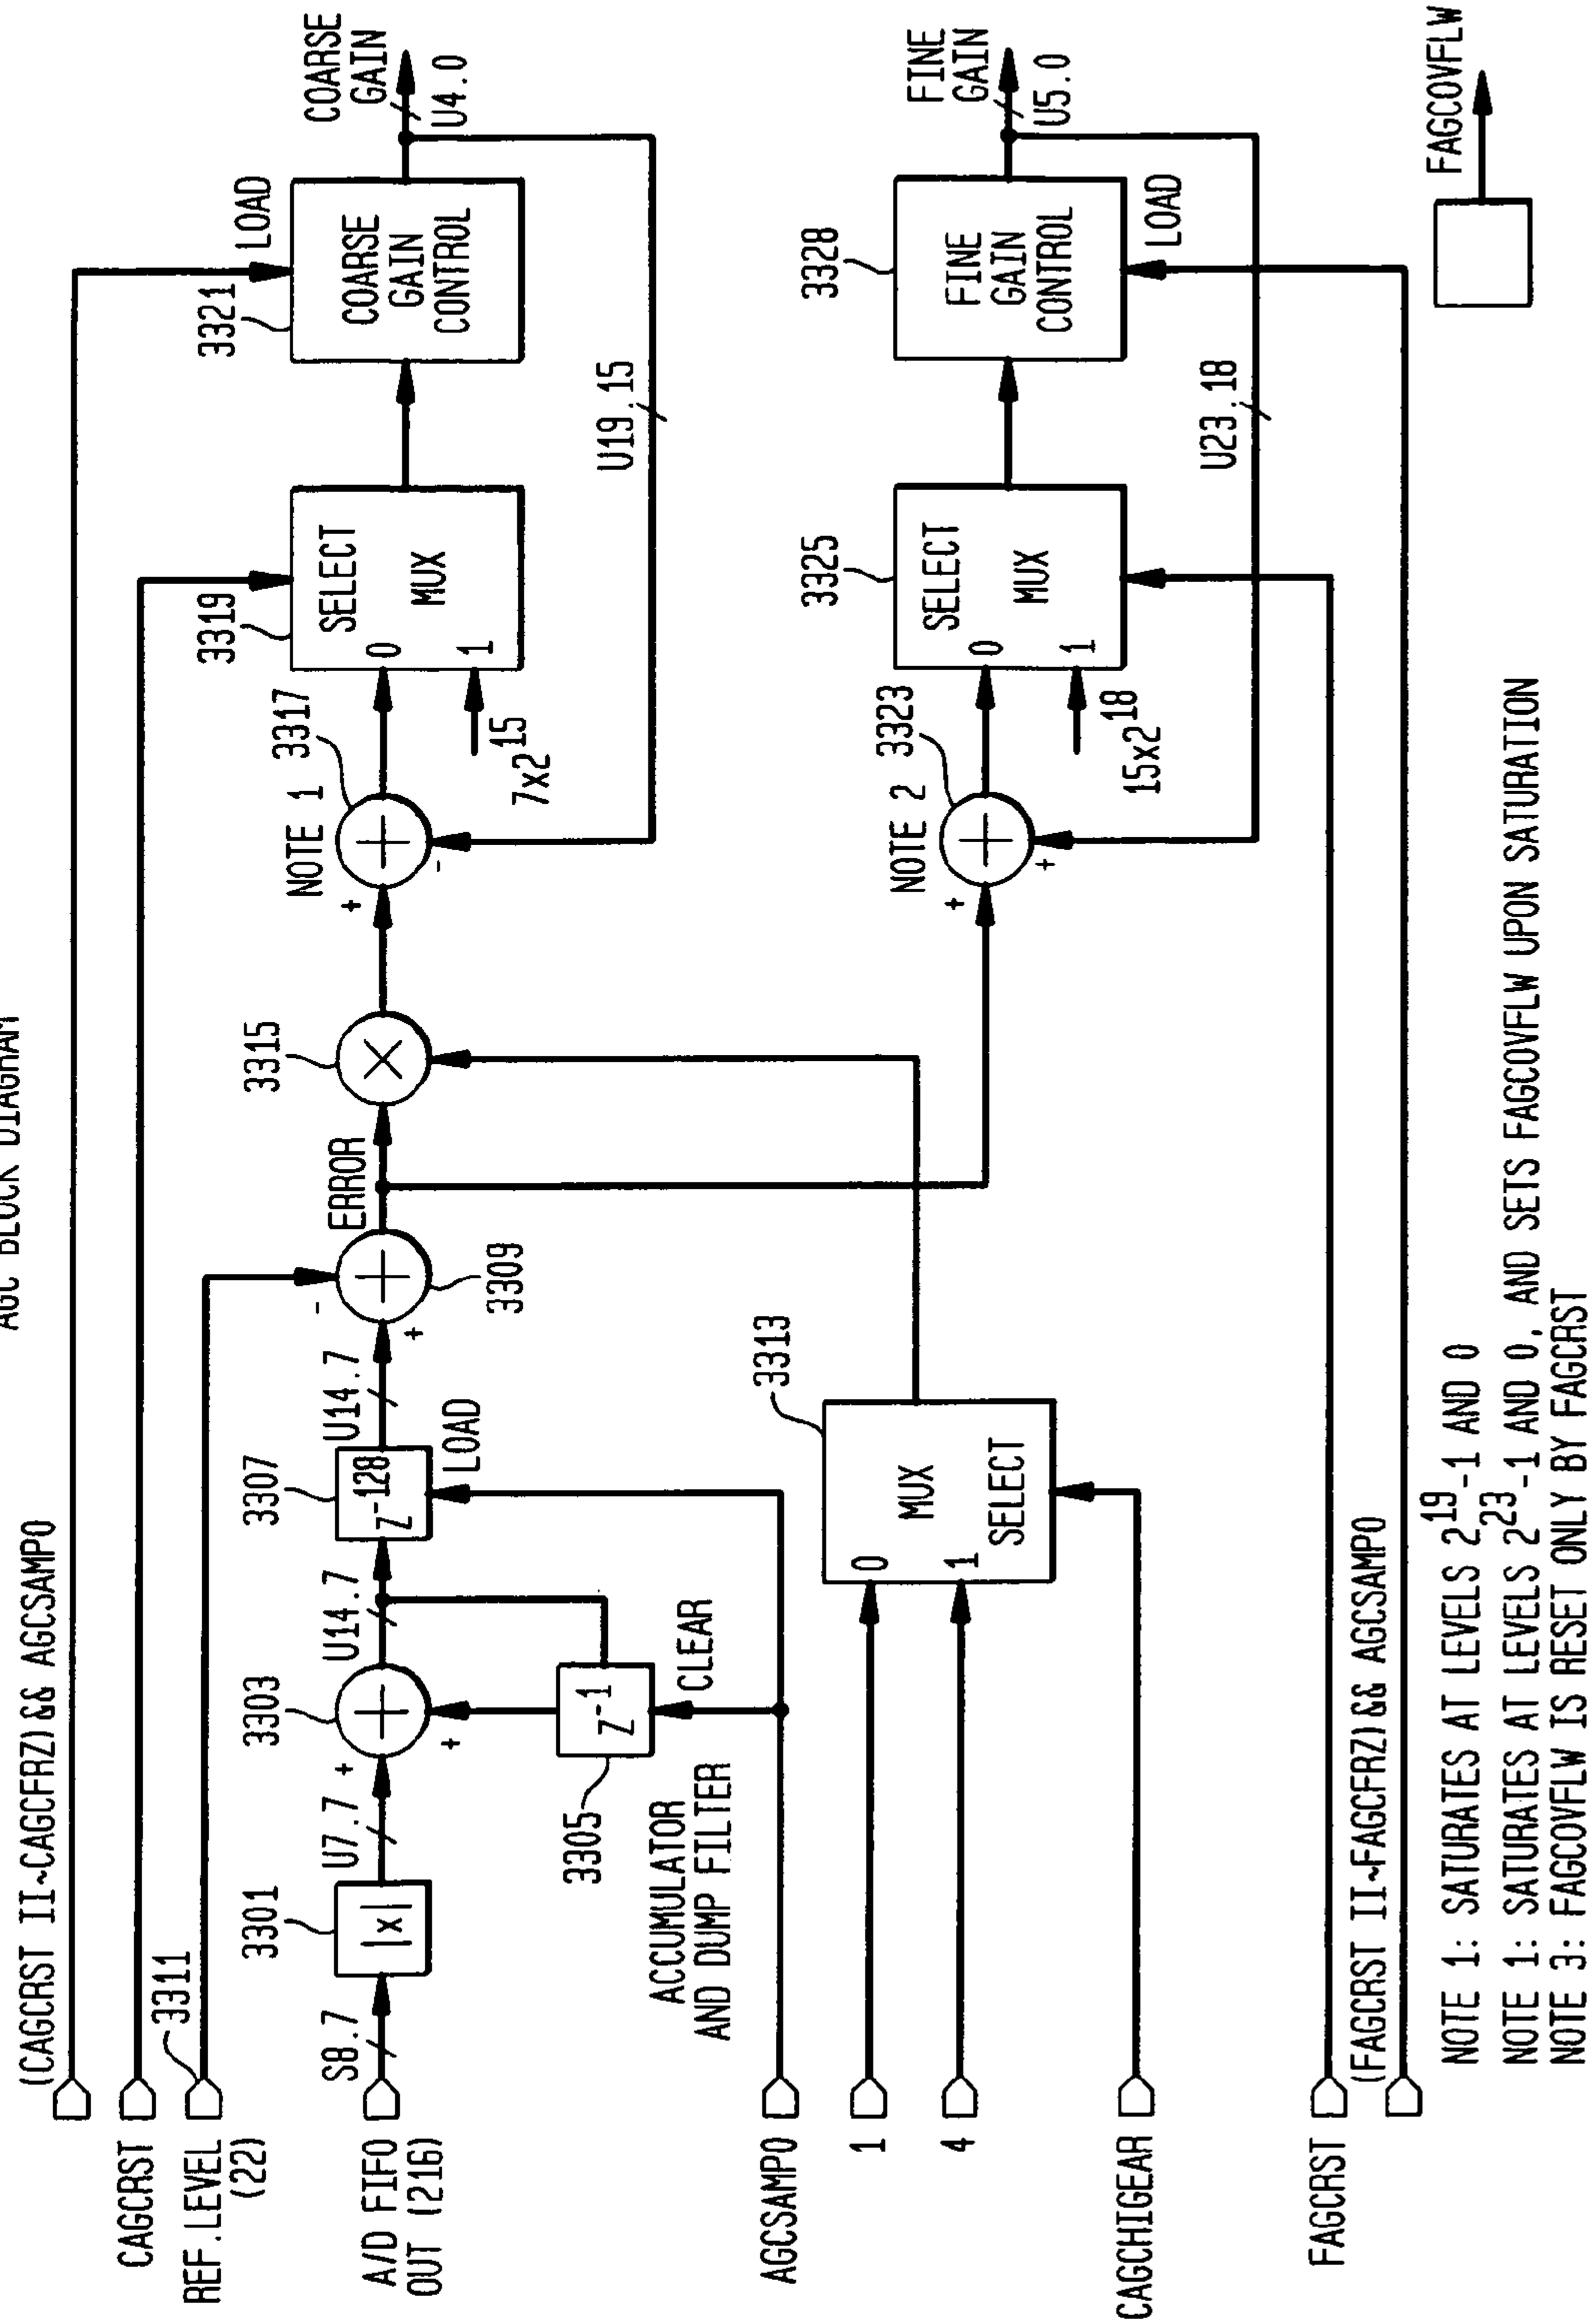 AGC BLOCK DIAGRAM
(CAGCRST II~CAGCFRZ)&& AGCSAMPO
CAGCRST
REF.LEVEL
(22)
3311
A/D FIFO
OUT (216)
S8.7
3301
|x|
U7.7
+
3303
+
+
U14.7
3305
Z-1
CLEAR
ACCUMULATOR
AND DUMP FILTER
3307
Z-128
LOAD
U14.7
-
+
+
3309
ERROR
3315
X
+
-
+
NOTE 1
3317
7x2 15
3319
SELECT
MUX
0
1
3321
LOAD
COARSE
GAIN
CONTROL
COARSE
GAIN
U4.0
U19.15
AGCSAMPO
1
4
CAGCHIGEAR
3313
0
1
MUX
SELECT
+
+
+
NOTE 2
3323
15x2 18
3325
SELECT
MUX
0
1
3328
FINE
GAIN
CONTROL
LOAD
FINE
GAIN
U5.0
U23.18
FAGCRST
(FAGCRST II~FAGCFRZ)&& AGCSAMPO
FAGCOVFLW
NOTE 1: SATURATES AT LEVELS 2 19 -1 AND 0
NOTE 1: SATURATES AT LEVELS 2 23 -1 AND 0, AND SETS FAGCOVFLW UPON SATURATION
NOTE 3: FAGCOVFLW IS RESET ONLY BY FAGCRST